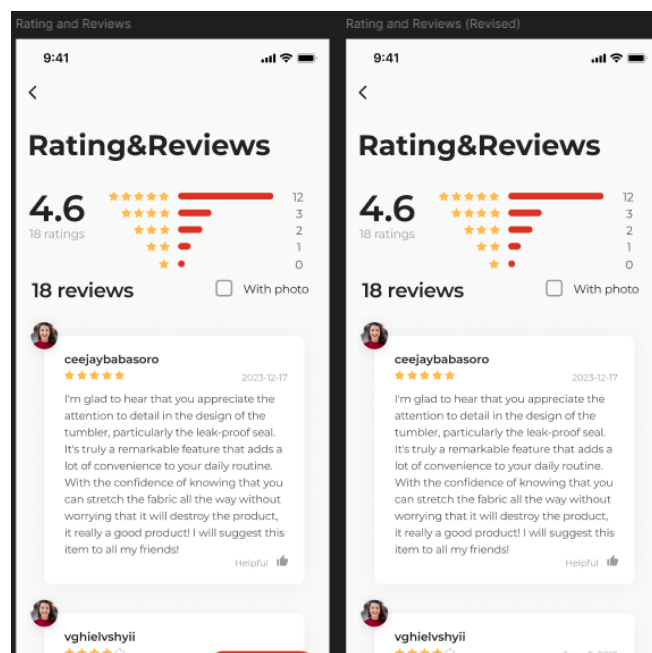 Rating and Reviews
9:41
Rating&Reviews
4.6
18 ratings
12
3
2
1
0
18 reviews
With photo
ceejaybabasoro
2023-12-17
I'm glad to hear that you appreciate the
attention to detail in the design of the
tumbler, particularly the leak-proof seal.
It's truly a remarkable feature that adds a
lot of convenience to your daily routine.
With the confidence of knowing that you
can stretch the fabric all the way without
worrying that it will destroy the product,
it really a good product! I will suggest this
item to all my friends!
Helpful
vghielvshyii
Rating and Reviews (Revised)
9:41
Rating&Reviews
4.6
18 ratings
12
3
2
1
0
18 reviews
With photo
ceejaybabasoro
2023-12-17
I'm glad to hear that you appreciate the
attention to detail in the design of the
tumbler, particularly the leak-proof seal.
It's truly a remarkable feature that adds a
lot of convenience to your daily routine.
With the confidence of knowing that you
can stretch the fabric all the way without
worrying that it will destroy the product,
it really a good product! I will suggest this
item to all my friends!
Helpful
vghielvshyii